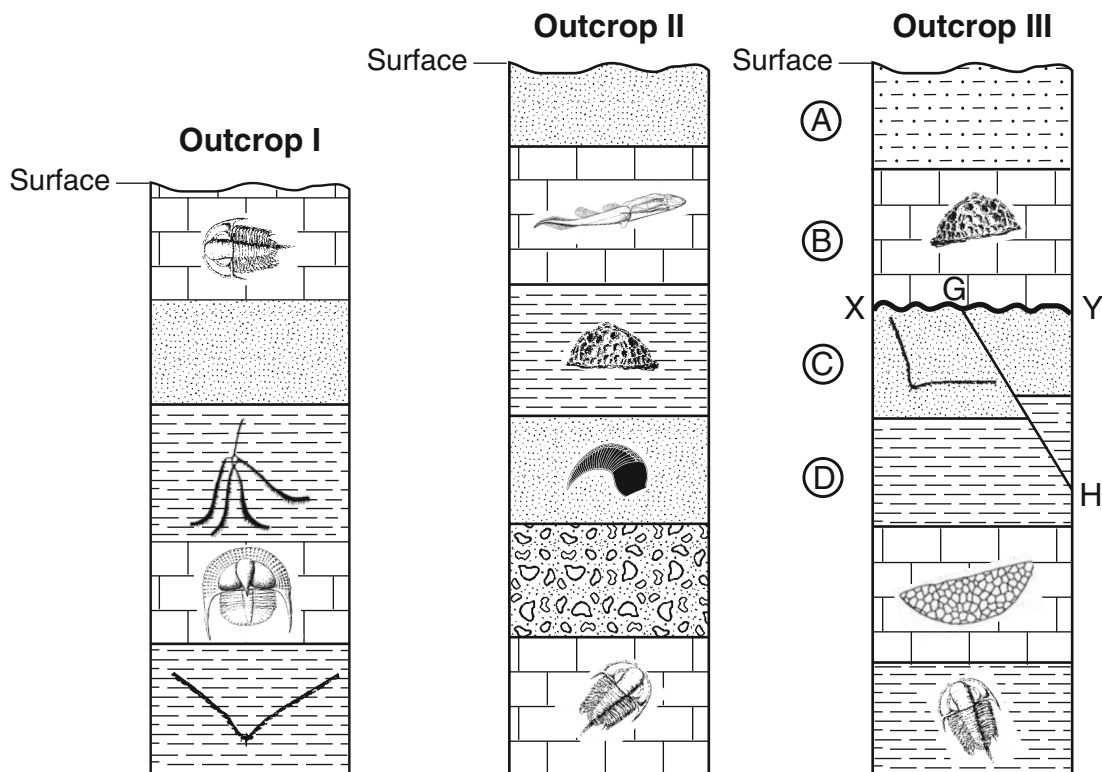 Outcrop I
Surface
Outcrop II
Surface
Outcrop III
Surface
A
B
G
X
Y
C
D
H